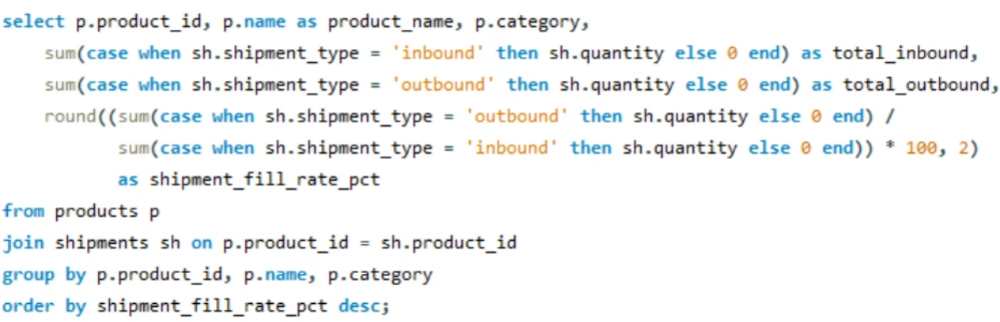 select p.product_id, p.name as product_name, p.category,
    sum(case when sh.shipment_type = 'inbound' then sh.quantity else 0 end) as total_inbound,
    sum(case when sh.shipment_type = 'outbound' then sh.quantity else 0 end) as total_outbound,
    round((sum(case when sh.shipment_type = 'outbound' then sh.quantity else 0 end) /
           sum(case when sh.shipment_type = 'inbound' then sh.quantity else 0 end)) * 100, 2)
           as shipment_fill_rate_pct
from products p
join shipments sh on p.product_id = sh.product_id
group by p.product_id, p.name, p.category
order by shipment_fill_rate_pct desc;